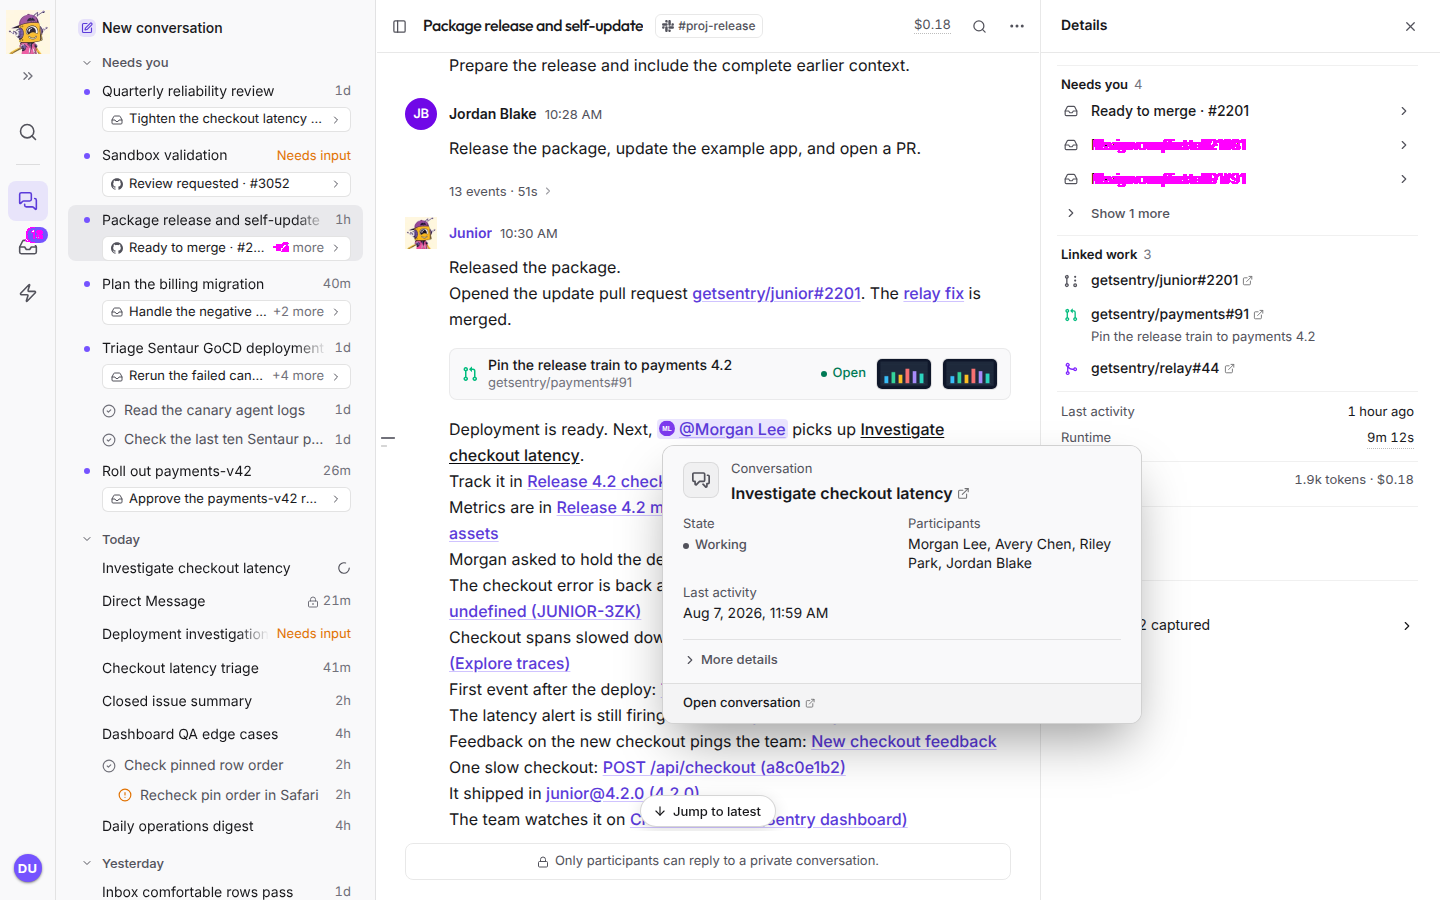 New conversation
Needs you
Quarterly reliability review 1d
Tighten the checkout latency ...
Sandbox validation Needs input
Review requested · #3052
Package release and self-update 1h
Ready to merge · #2... more
Plan the billing migration 40m
Handle the negative ... +2 more
Triage Sentaur GoCD deployment 1d
Rerun the failed can... +4 more
Read the canary agent logs 1d
Check the last ten Sentaur p... 1d
Roll out payments-v42 26m
Approve the payments-v42 r...
Today
Investigate checkout latency
Direct Message 21m
Deployment investigation Needs input
Checkout latency triage 41m
Closed issue summary 2h
Dashboard QA edge cases 4h
Check pinned row order 2h
Recheck pin order in Safari 2h
Daily operations digest 4h
Yesterday
Inbox comfortable rows pass 1d
DU
Package release and self-update #proj-release $0.18
Prepare the release and include the complete earlier context.
JB Jordan Blake 10:28 AM
Release the package, update the example app, and open a PR.
13 events · 51s
Junior 10:30 AM
Released the package.
Opened the update pull request getsentry/junior#2201. The relay fix is
merged.
Pin the release train to payments 4.2
getsentry/payments#91
Open
Deployment is ready. Next, ML @Morgan Lee picks up Investigate
checkout latency.
Track it in Release 4.2 check
Metrics are in Release 4.2 m
assets
Morgan asked to hold the de
The checkout error is back a
undefined (JUNIOR-3ZK)
Checkout spans slowed dow
(Explore traces)
First event after the deploy:
The latency alert is still firing
Feedback on the new checkout pings the team: New checkout feedback
One slow checkout: POST /api/checkout (a8c0e1b2)
It shipped in junior@4.2.0 (4.2.0)
The team watches it on C sentry dashboard)
Jump to latest
Only participants can reply to a private conversation.
Conversation
Investigate checkout latency
State
Working
Participants
Morgan Lee, Avery Chen, Riley
Park, Jordan Blake
Last activity
Aug 7, 2026, 11:59 AM
More details
Open conversation
Details
Needs you 4
Ready to merge · #2201
Show 1 more
Linked work 3
getsentry/junior#2201
getsentry/payments#91
Pin the release train to payments 4.2
getsentry/relay#44
Last activity 1 hour ago
Runtime 9m 12s
1.9k tokens · $0.18
2 captured